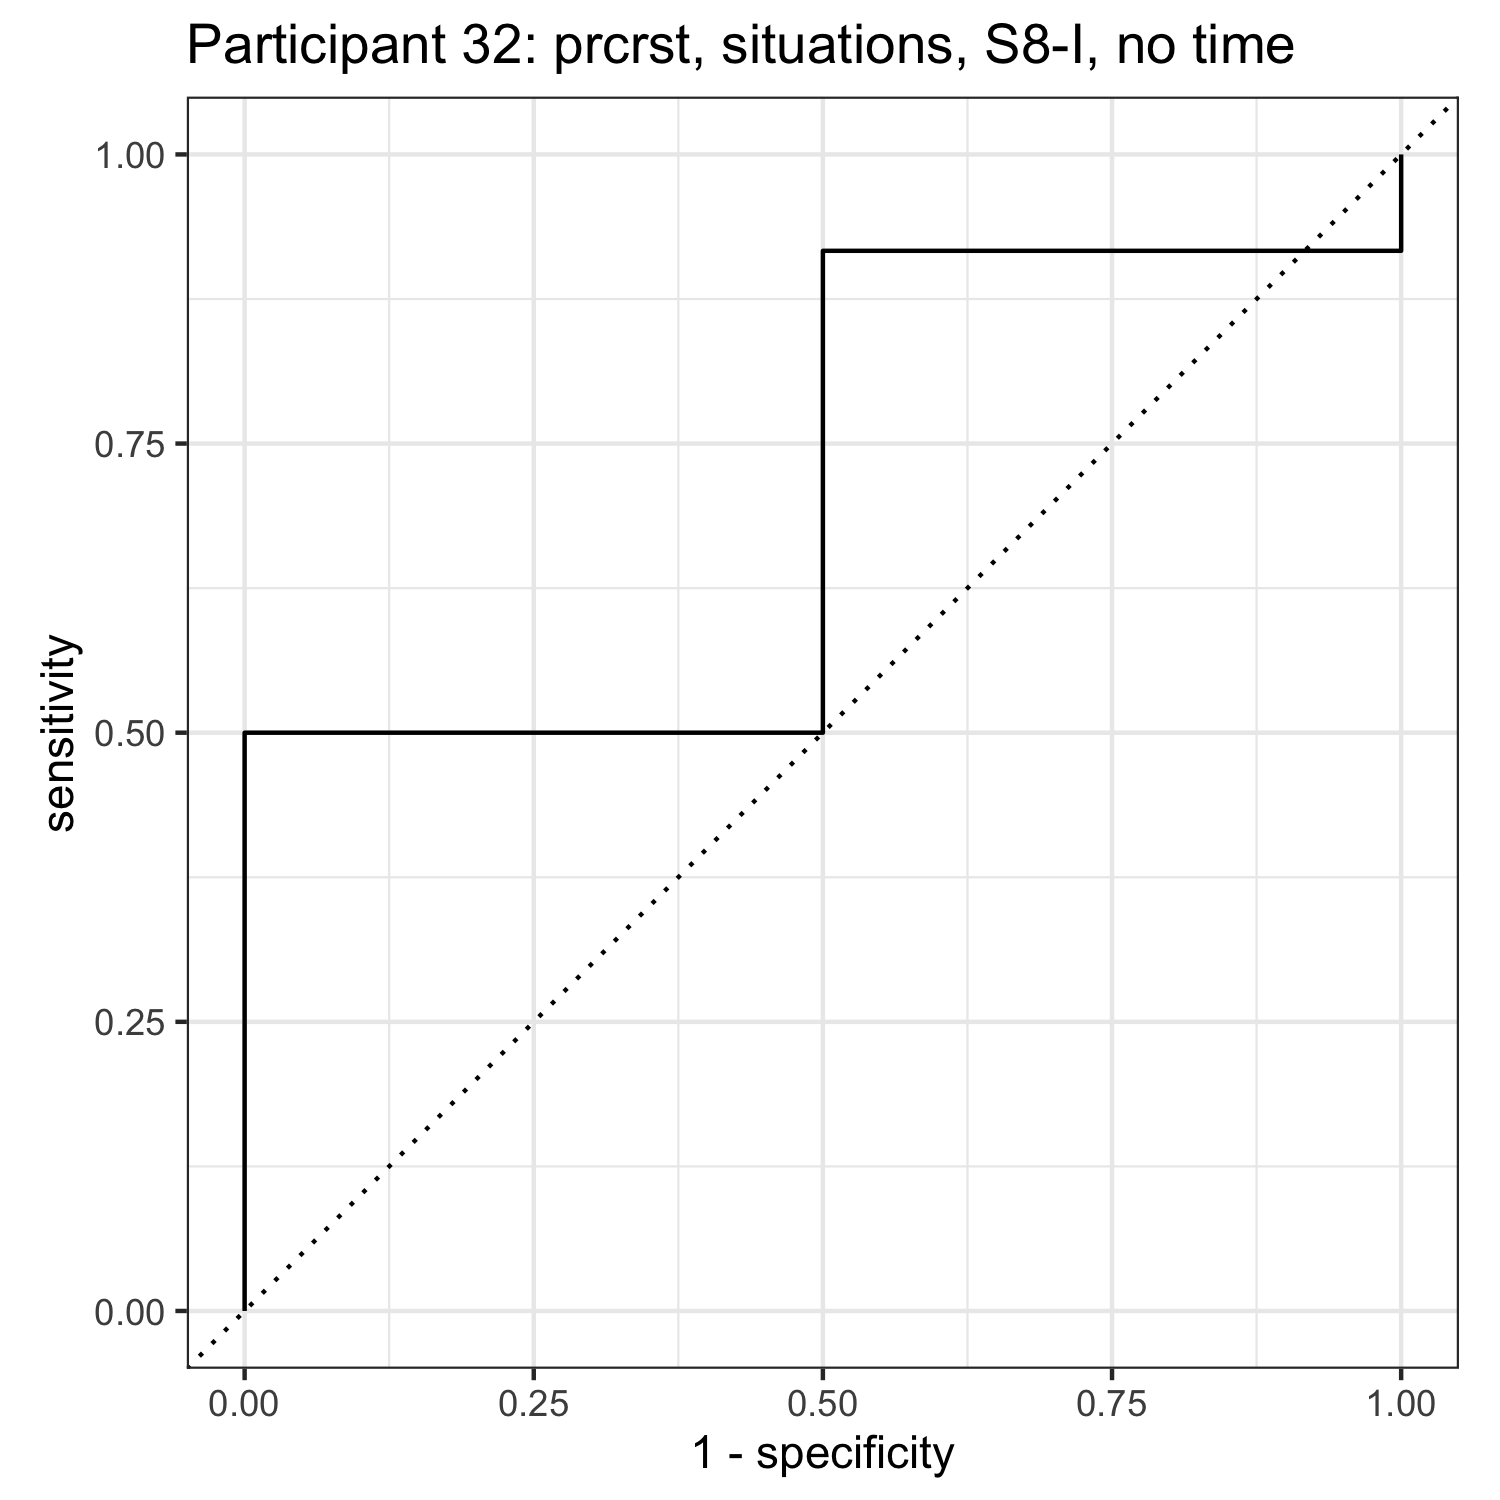 Participant 32: prcrst, situations, S8-I, no time
1.00
0.75
0.50
0.25
0.00
sensitivity
0.00 0.25 0.50 0.75 1.00
1 - specificity